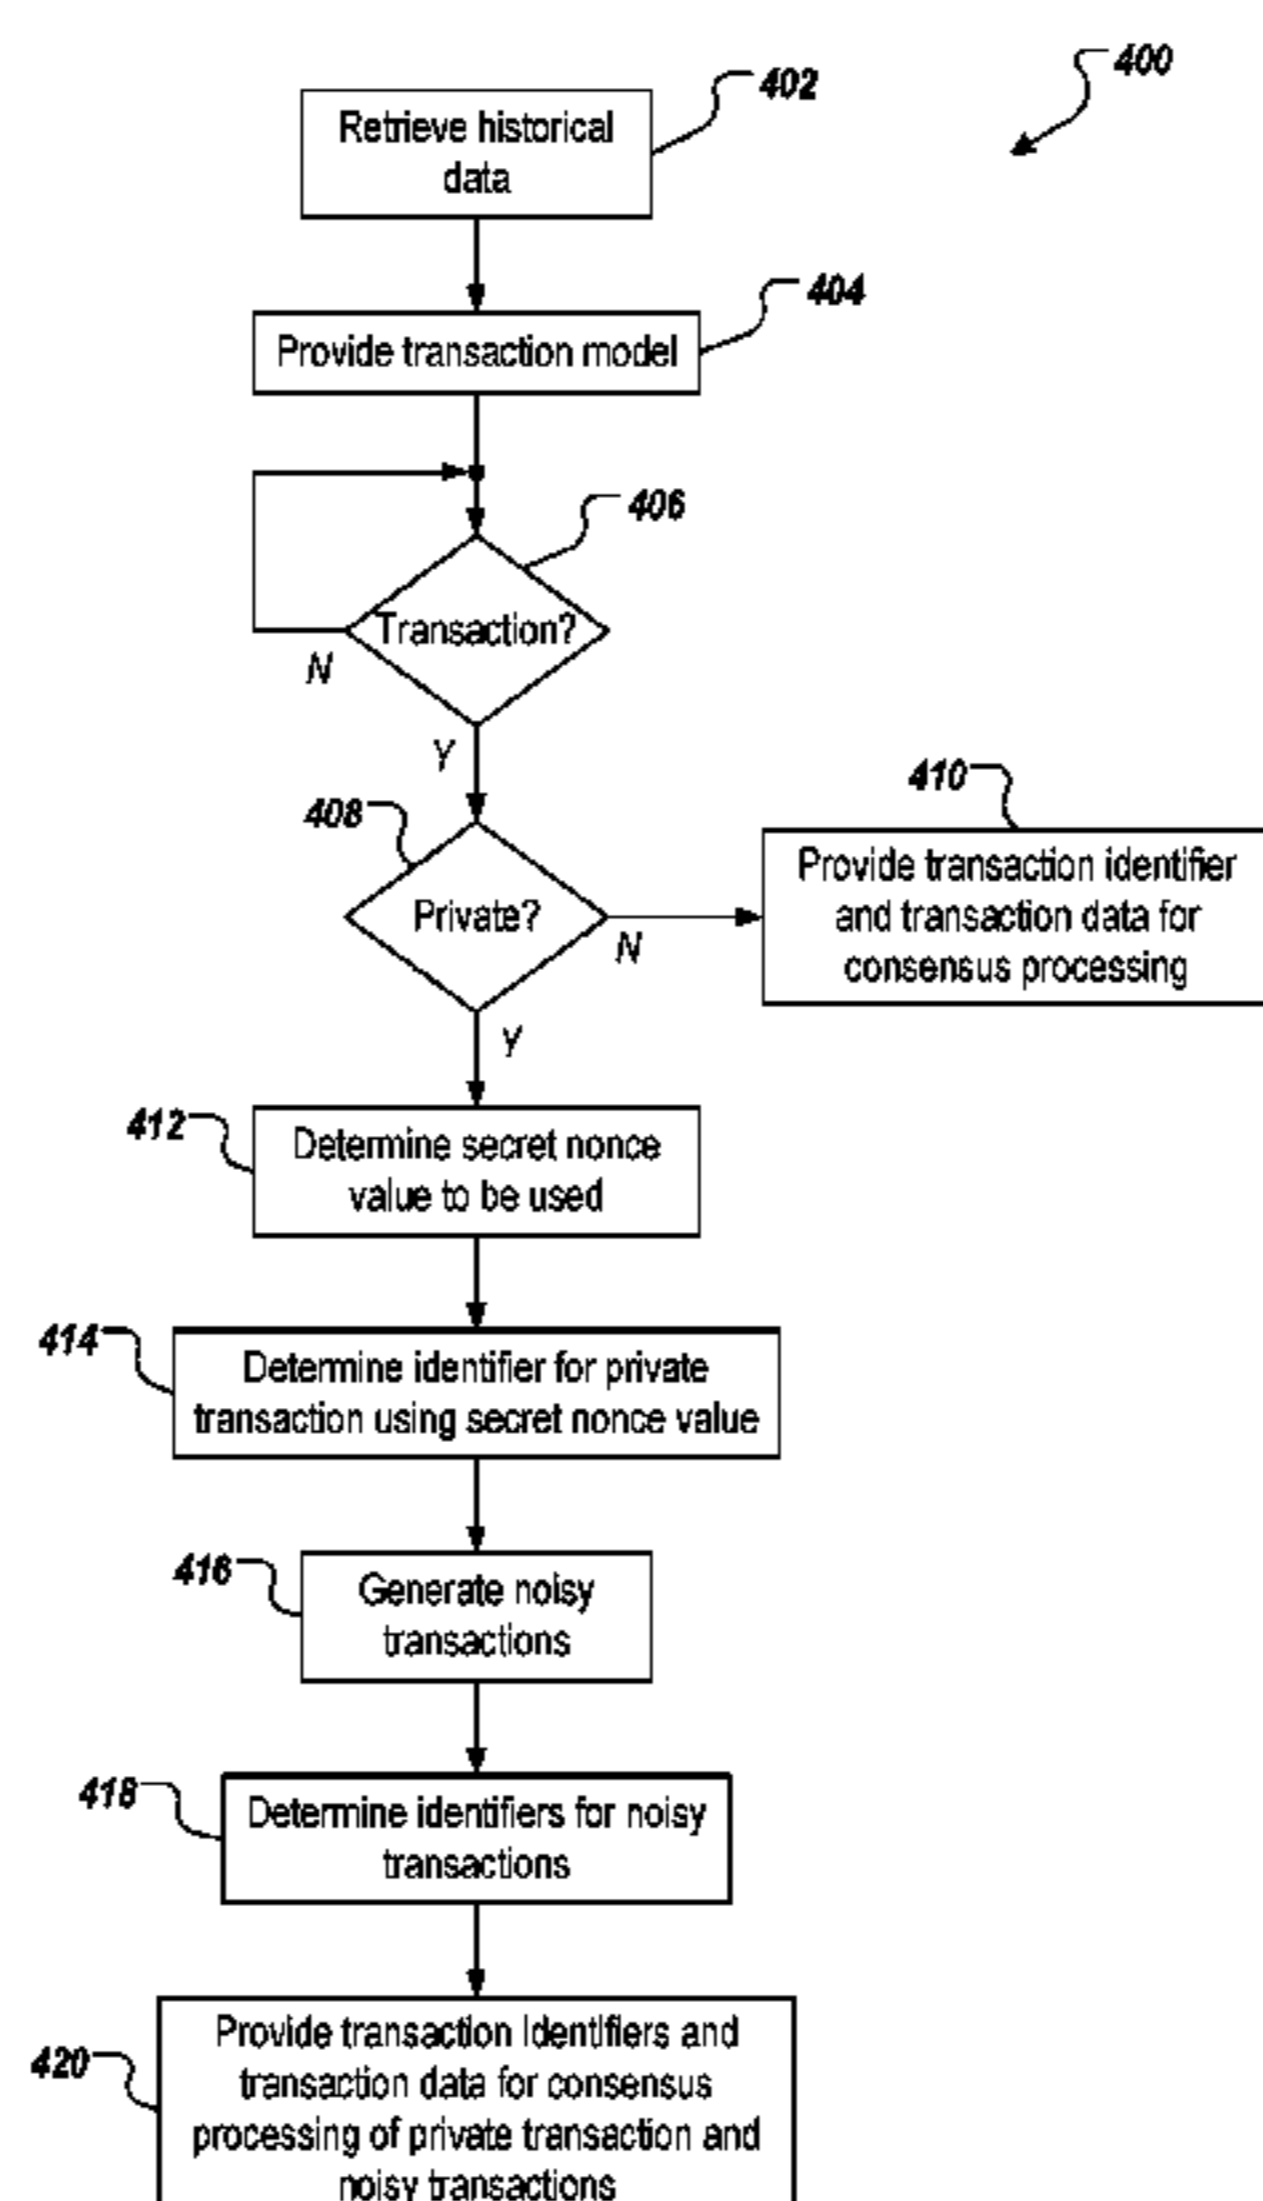 400
402
Retrieve historical
data
404
Provide transaction model
406
Transaction?
N
Y
408
Private?
N
Y
410
Provide transaction identifier
and transaction data for
consensus processing
412
Determine secret nonce
value to be used
414
Determine identifier for private
transaction using secret nonce value
416
Generate noisy
transactions
418
Determine identifiers for noisy
transactions
420
Provide transaction identifiers and
transaction data for consensus
processing of private transaction and
noisy transactions